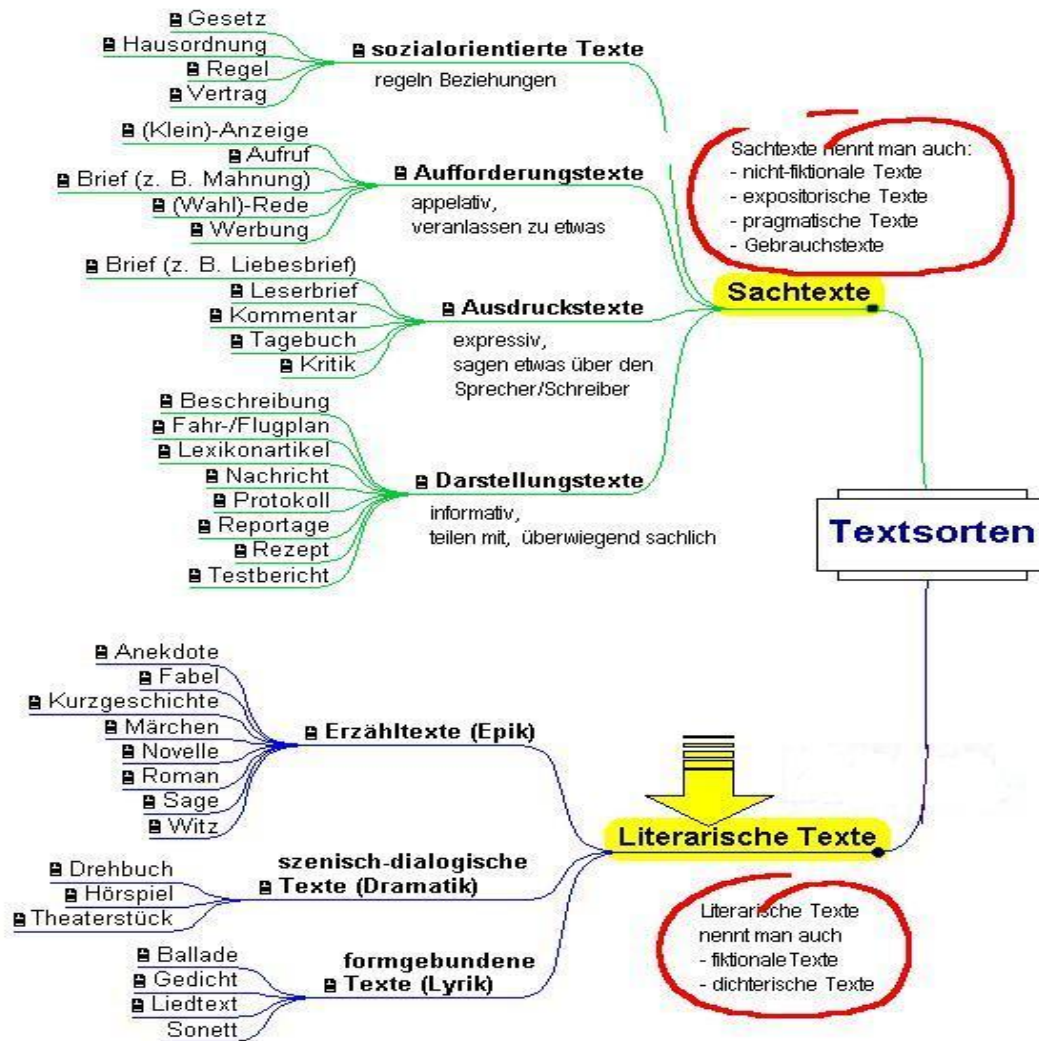 Gesetz
Hausordnung
Regel
Vertrag
sozialorientierte Texte
regeln Beziehungen
(Klein)-Anzeige
Aufruf
Brief (z. B. Mahnung)
(Wahl)-Rede
Werbung
Aufforderungstexte
appelativ,
veranlassen zu etwas
Brief (z. B. Liebesbrief)
Leserbrief
Kommentar
Tagebuch
Kritik
Ausdruckstexte
expressiv,
sagen etwas über den
Sprecher/Schreiber
Beschreibung
Fahr-/Flugplan
Lexikonartikel
Nachricht
Protokoll
Reportage
Rezept
Testbericht
Darstellungstexte
informativ,
teilen mit, überwiegend sachlich
Sachtexte nennt man auch:
- nicht-fiktionale Texte
- expositorische Texte
- pragmatische Texte
- Gebrauchstexte
Sachtexte
Textsorten
Anekdote
Fabel
Kurzgeschichte
Märchen
Novelle
Roman
Sage
Witz
Erzähltexte (Epik)
Drehbuch
Hörspiel
Theaterstück
szenisch-dialogische
Texte (Dramatik)
Ballade
Gedicht
Liedtext
Sonett
formgebundene
Texte (Lyrik)
Literarische Texte
Literarische Texte
nennt man auch
- fiktionale Texte
- dichterische Texte